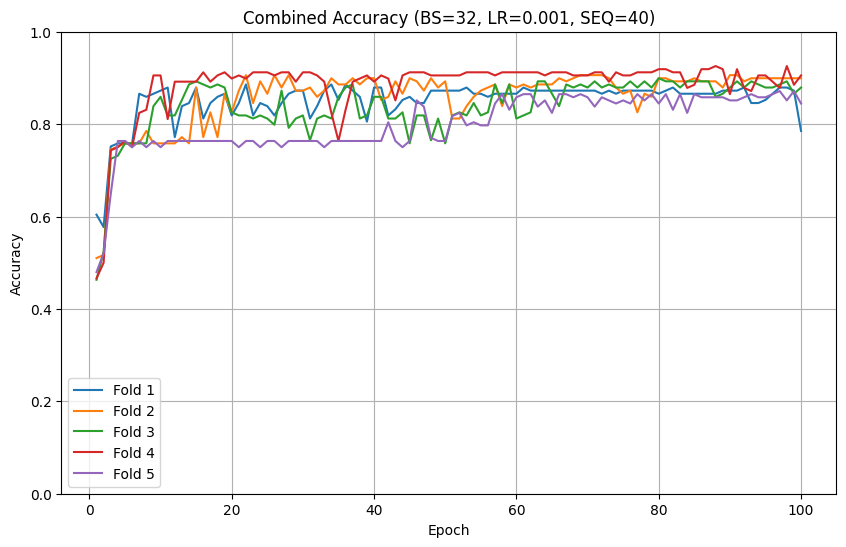 Combined Accuracy (BS=32, LR=0.001, SEQ=40)
1.0
0.8
0.6
0.4
0.2
0.0
Accuracy
Fold 1
Fold 2
Fold 3
Fold 4
Fold 5
0 20 40 60 80 100
Epoch